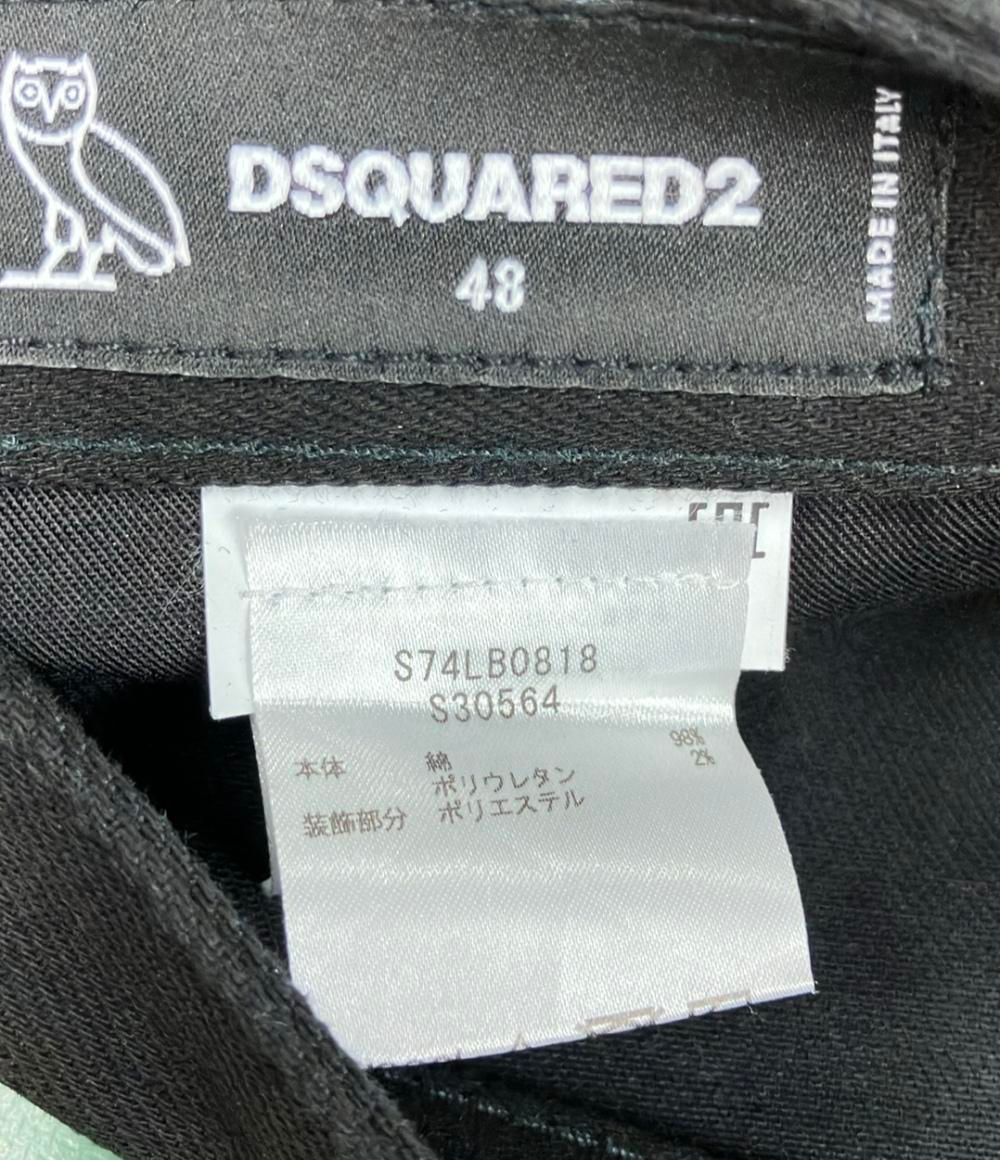 DSQUARED2
48
MADE IN ITALY
S74LB0818
S30564
本体 綿 98%
ポリウレタン 2%
装飾部分 ポリエステル